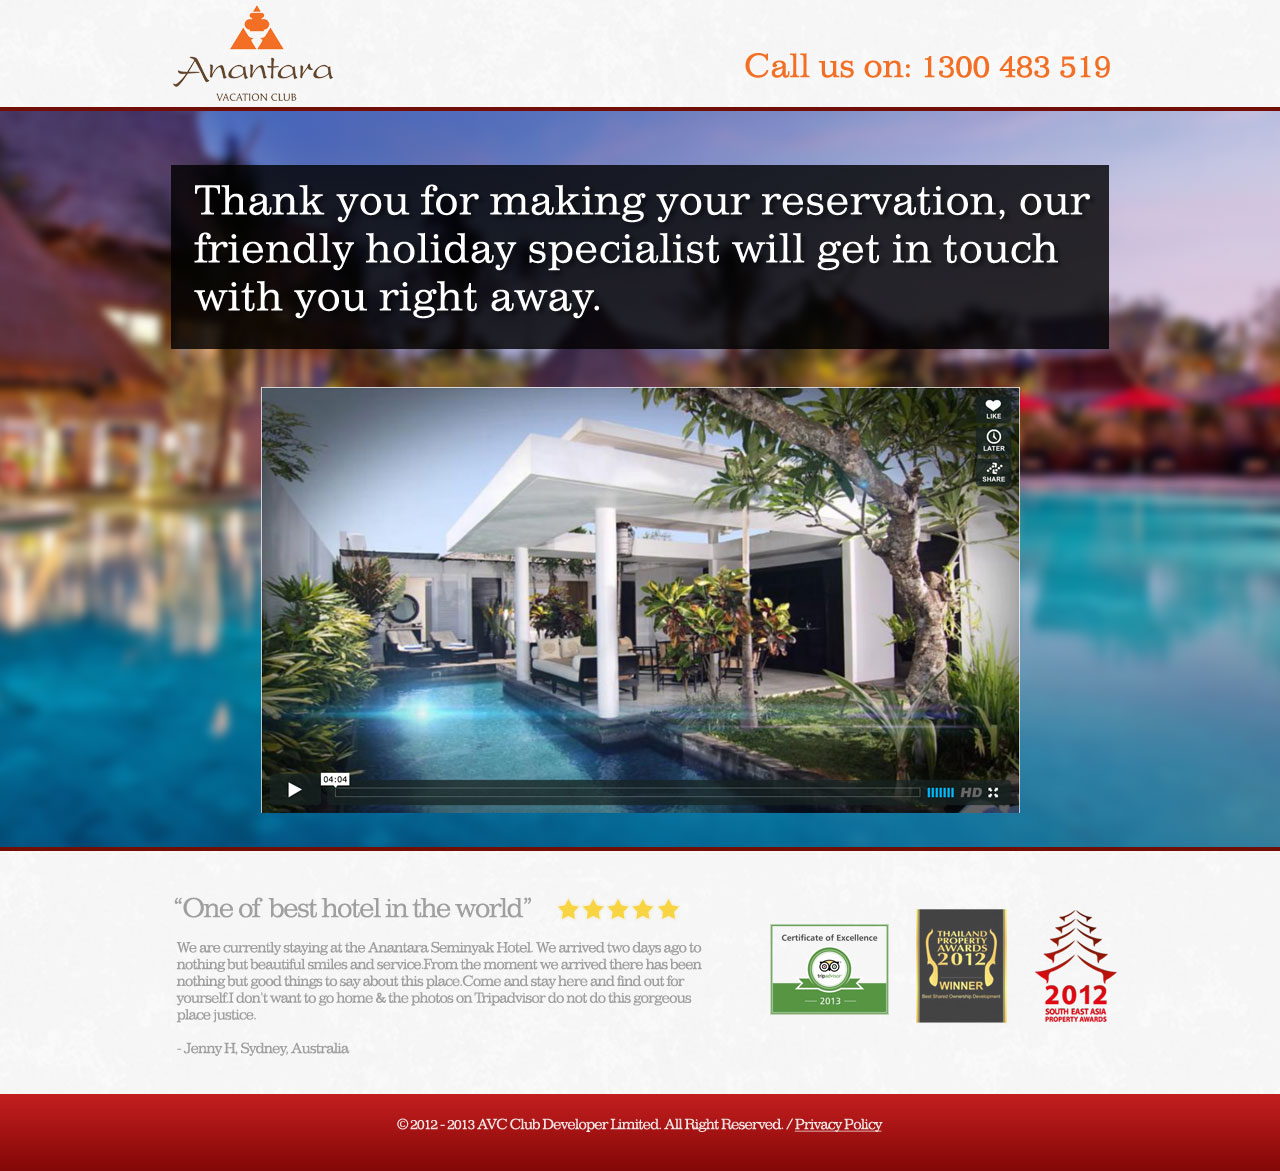 Anantara
VACATION CLUB
Call us on: 1300 483 519
Thank you for making your reservation, our
friendly holiday specialist will get in touch
with you right away.
LIKE
LATER
SHARE
04:04
HD
“One of best hotel in the world”
We are currently staying at the Anantara Seminyak Hotel. We arrived two days ago to
nothing but beautiful smiles and service.From the moment we arrived there has been
nothing but good things to say about this place.Come and stay here and find out for
yourself.I don't want to go home & the photos on Tripadvisor do not do this gorgeous
place justice.
- Jenny H, Sydney, Australia
Certificate of Excellence
tripadvisor
2013
THAILAND
PROPERTY
AWARDS
2012
WINNER
Best Shared Ownership Development
2012
SOUTH EAST ASIA
PROPERTY AWARDS
© 2012 - 2013 AVC Club Developer Limited. All Right Reserved. / Privacy Policy